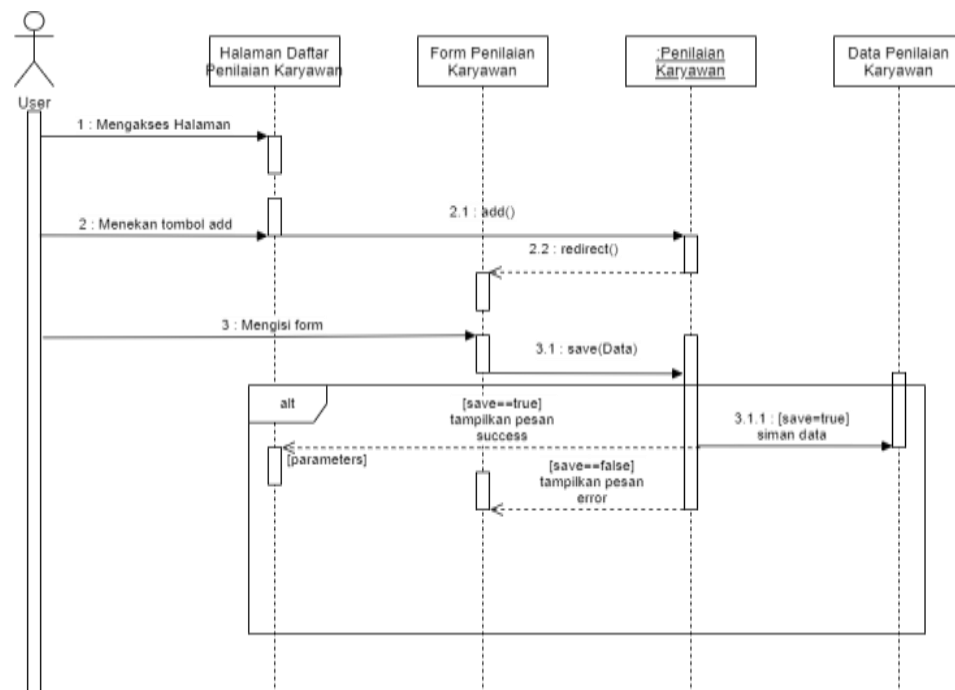 Halaman Daftar
Penilaian Karyawan
Form Penilaian
Karyawan
:Penilaian
Karyawan
Data Penilaian
Karyawan
User
1 : Mengakses Halaman
2 : Menekan tombol add
2.1 : add()
2.2 : redirect()
3 : Mengisi form
3.1 : save(Data)
alt
[save==true]
tampilkan pesan
success
3.1.1 : [save=true]
siman data
[parameters]
[save==false]
tampilkan pesan
error